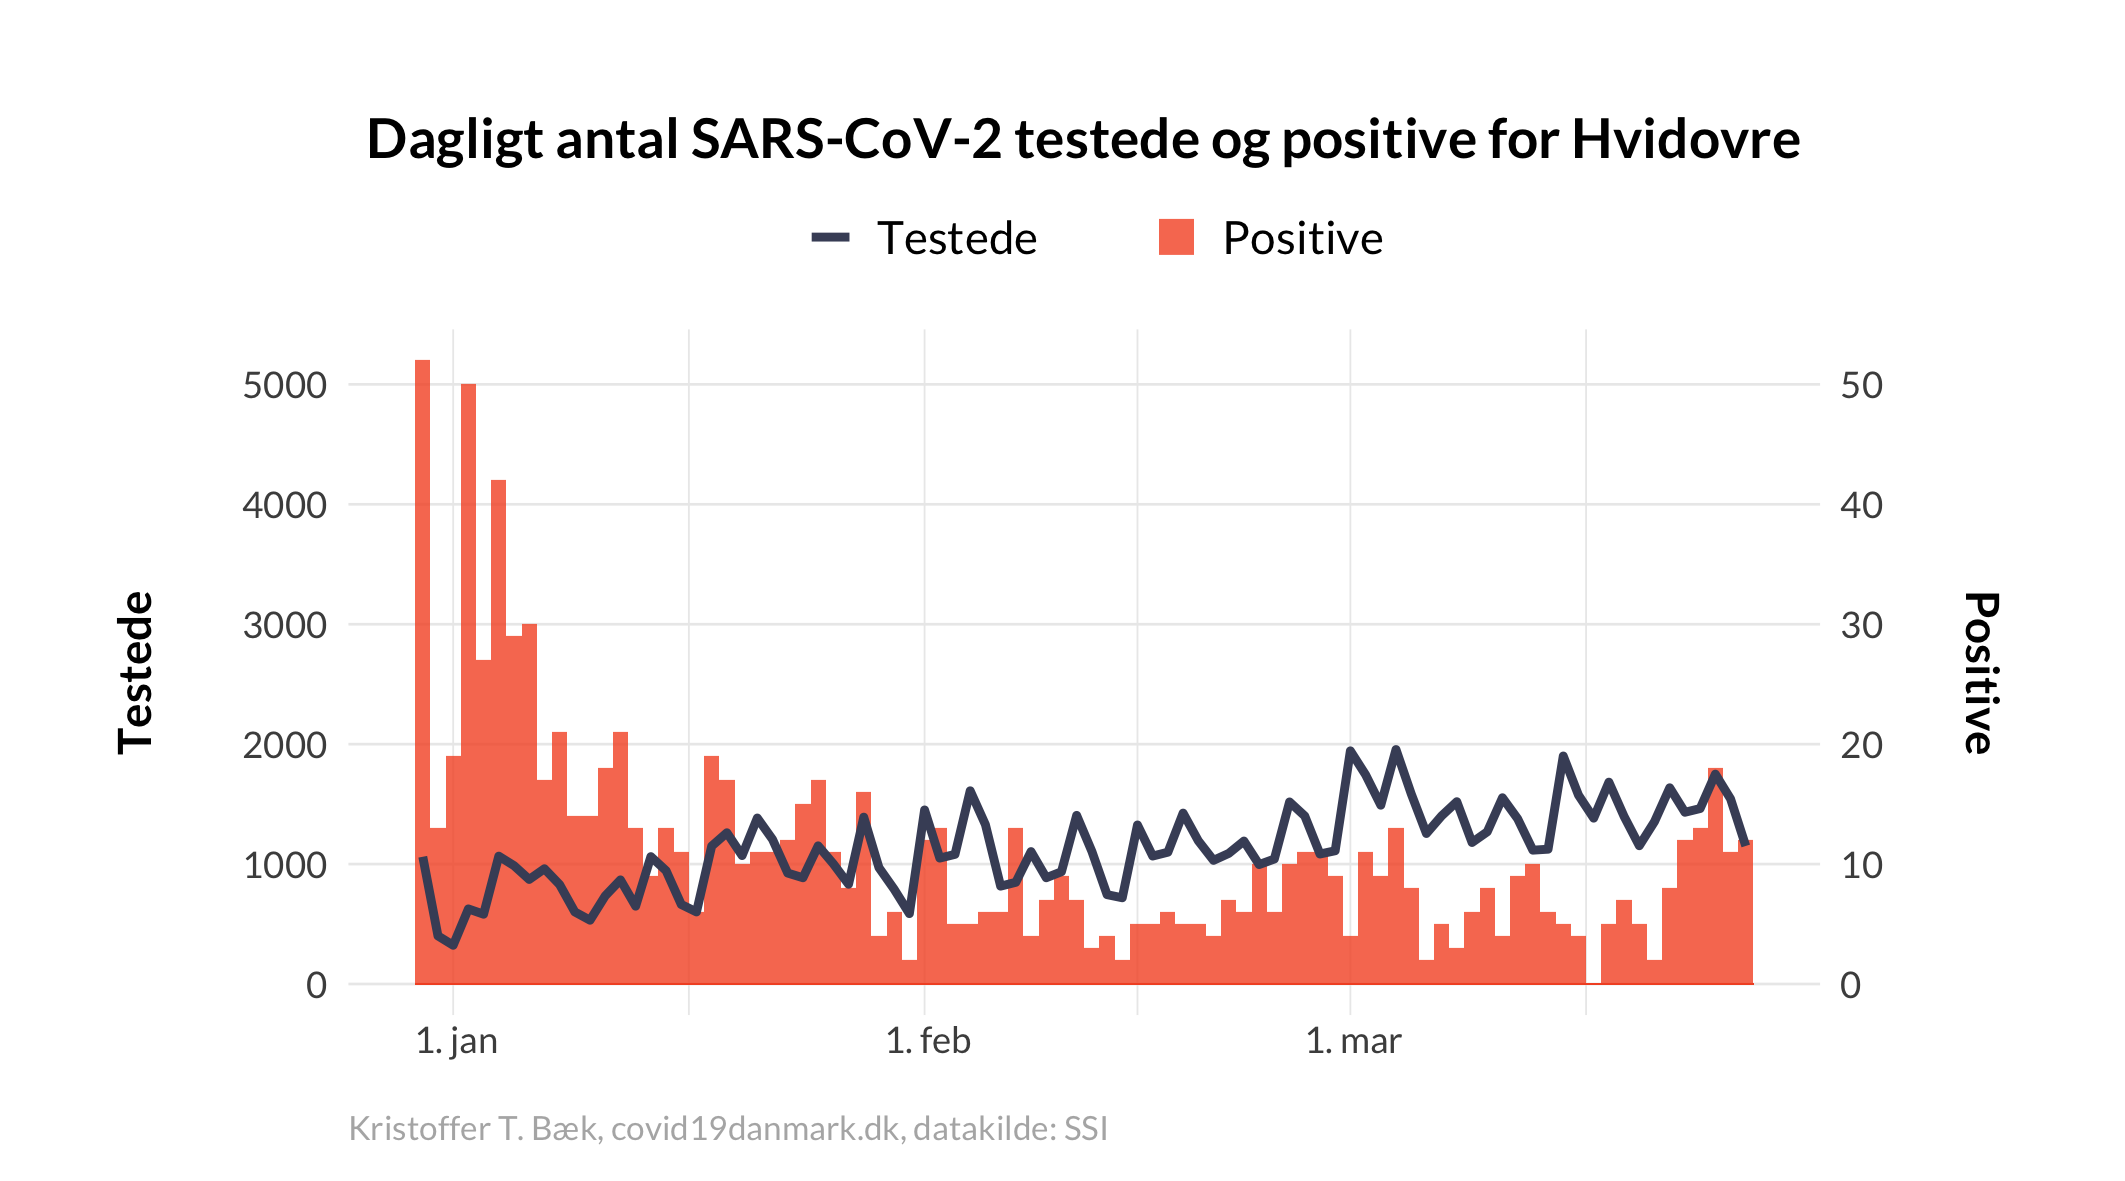 Dagligt antal SARS-CoV-2 testede og positive for Hvidovre
Testede
Positive
5000
4000
3000
2000
1000
0
Testede
50
40
30
20
10
0
Positive
1. jan
1. feb
1. mar
Kristoffer T. Bæk, covid19danmark.dk, datakilde: SSI